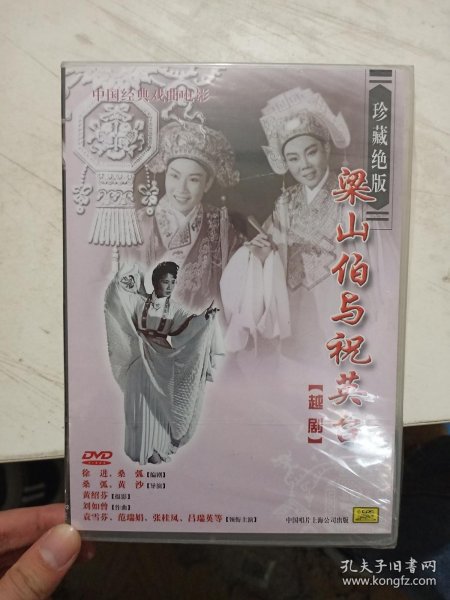 中国经典戏曲电影
珍藏绝版
梁山伯与祝英台
【越剧】
DVD
徐进、桑弧【编剧】
桑弧、黄沙【导演】
黄绍芬【摄影】
刘如曾【作曲】
袁雪芬、范瑞娟、张桂凤、吕瑞英等【领衔主演】
中国唱片上海公司出版
孔夫子旧书网
www.kongfz.com